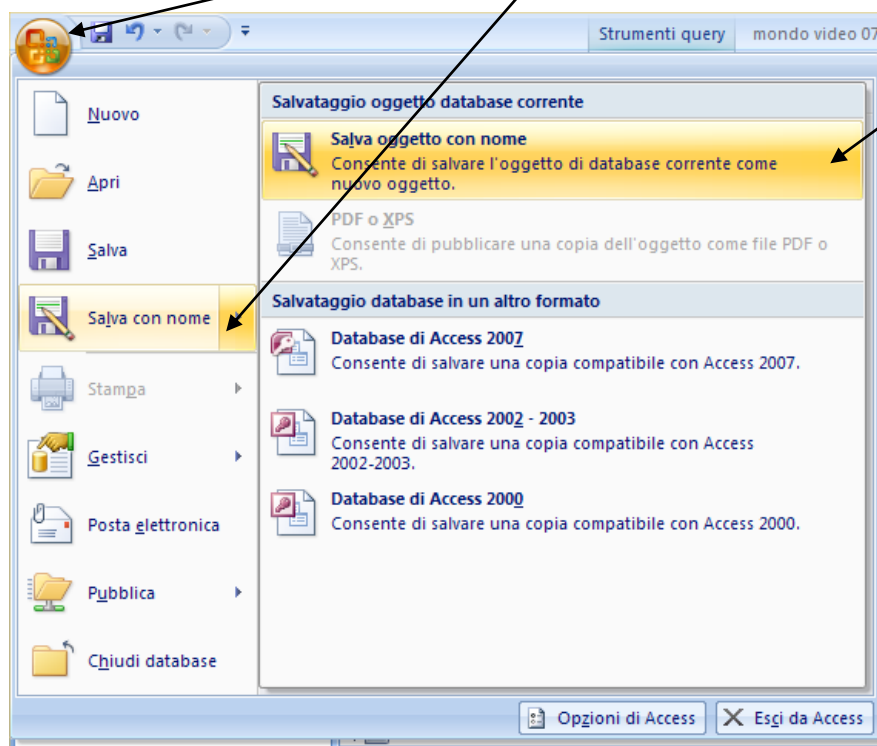 Strumenti query mondo video 07
Nuovo
Apri
Salva
Salva con nome
Stampa
Gestisci
Posta elettronica
Pubblica
Chiudi database
Salvataggio oggetto database corrente
Salva oggetto con nome
Consente di salvare l'oggetto di database corrente come
nuovo oggetto.
PDF o XPS
Consente di pubblicare una copia dell'oggetto come file PDF o
XPS.
Salvataggio database in un altro formato
Database di Access 2007
Consente di salvare una copia compatibile con Access 2007.
Database di Access 2002 - 2003
Consente di salvare una copia compatibile con Access
2002-2003.
Database di Access 2000
Consente di salvare una copia compatibile con Access 2000.
Opzioni di Access Esci da Access